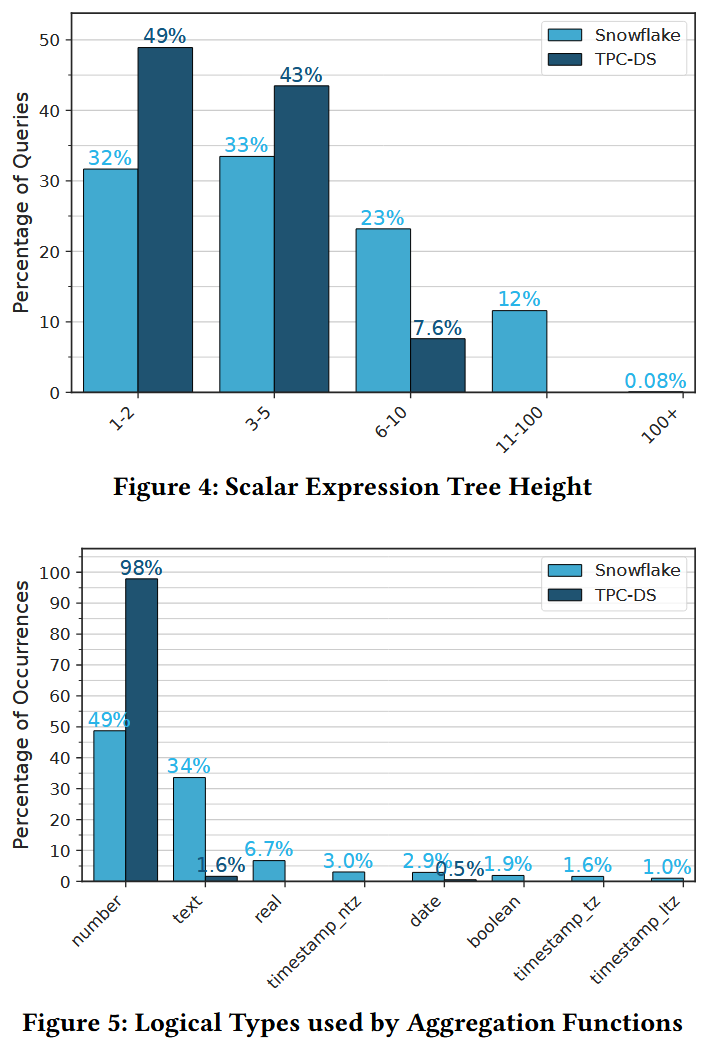 Percentage of Queries
50
40
30
20
10
0
Snowflake
TPC-DS
32%
49%
33%
43%
23%
7.6%
12%
0.08%
1-2
3-5
6-10
11-100
100+
Figure 4: Scalar Expression Tree Height
Percentage of Occurrences
100
90
80
70
60
50
40
30
20
10
0
Snowflake
TPC-DS
49%
98%
34%
1.6%
6.7%
3.0%
2.9%
0.5%
1.9%
1.6%
1.0%
number
text
real
timestamp_ntz
date
boolean
timestamp_tz
timestamp_ltz
Figure 5: Logical Types used by Aggregation Functions